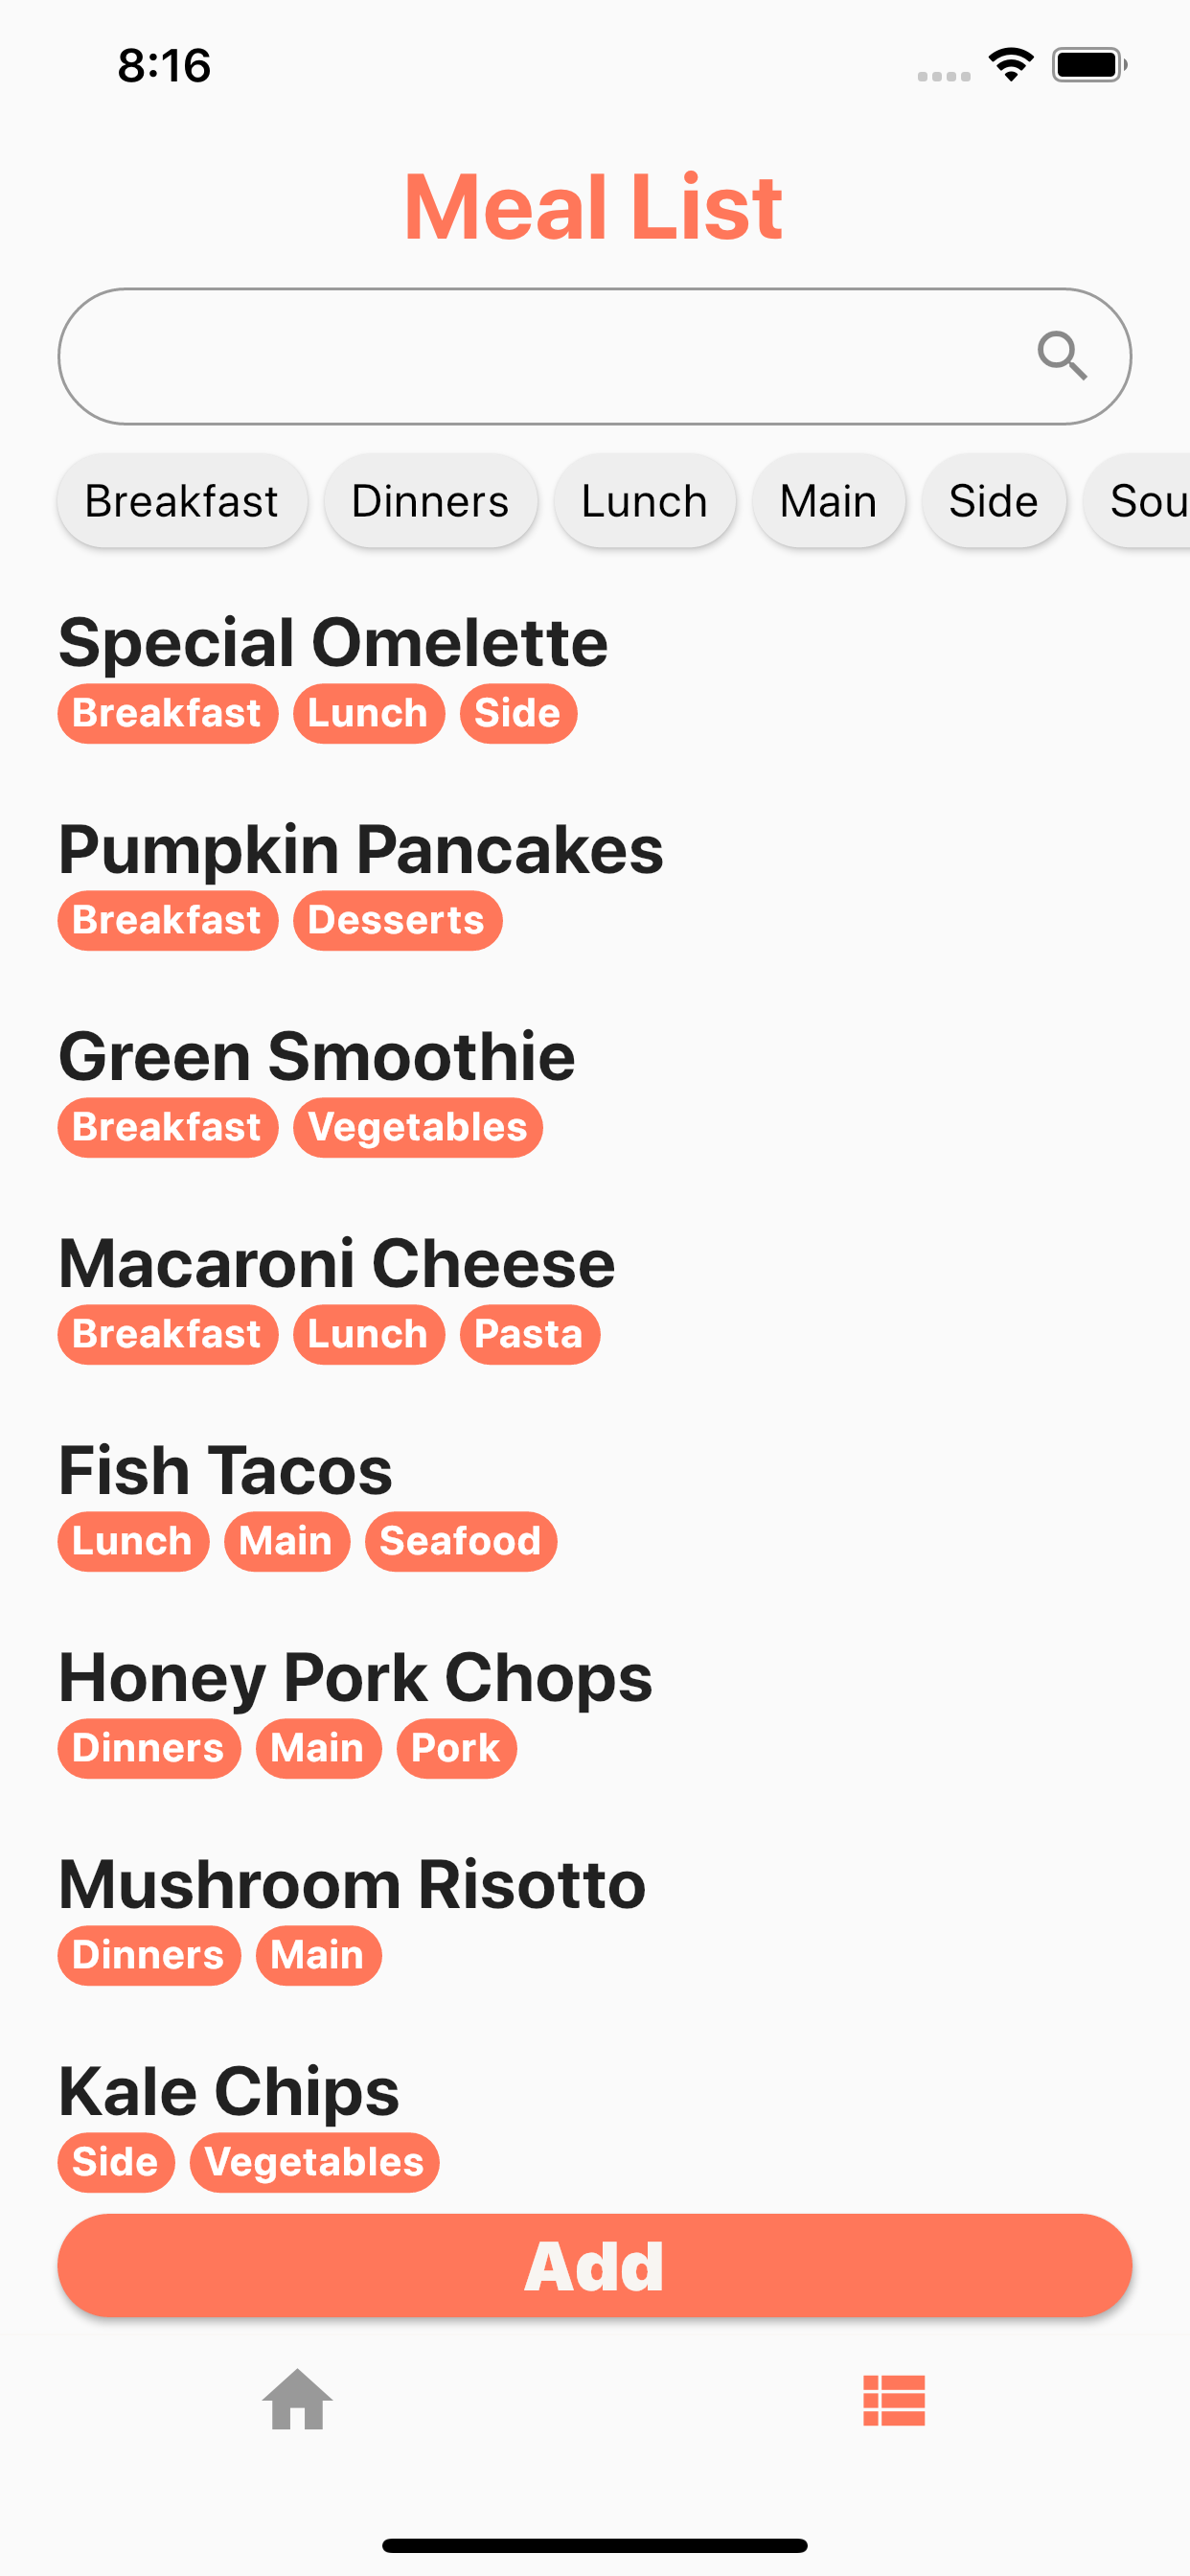 8:16
Meal List
Breakfast Dinners Lunch Main Side Sou
Special Omelette
Breakfast Lunch Side
Pumpkin Pancakes
Breakfast Desserts
Green Smoothie
Breakfast Vegetables
Macaroni Cheese
Breakfast Lunch Pasta
Fish Tacos
Lunch Main Seafood
Honey Pork Chops
Dinners Main Pork
Mushroom Risotto
Dinners Main
Kale Chips
Side Vegetables
Add